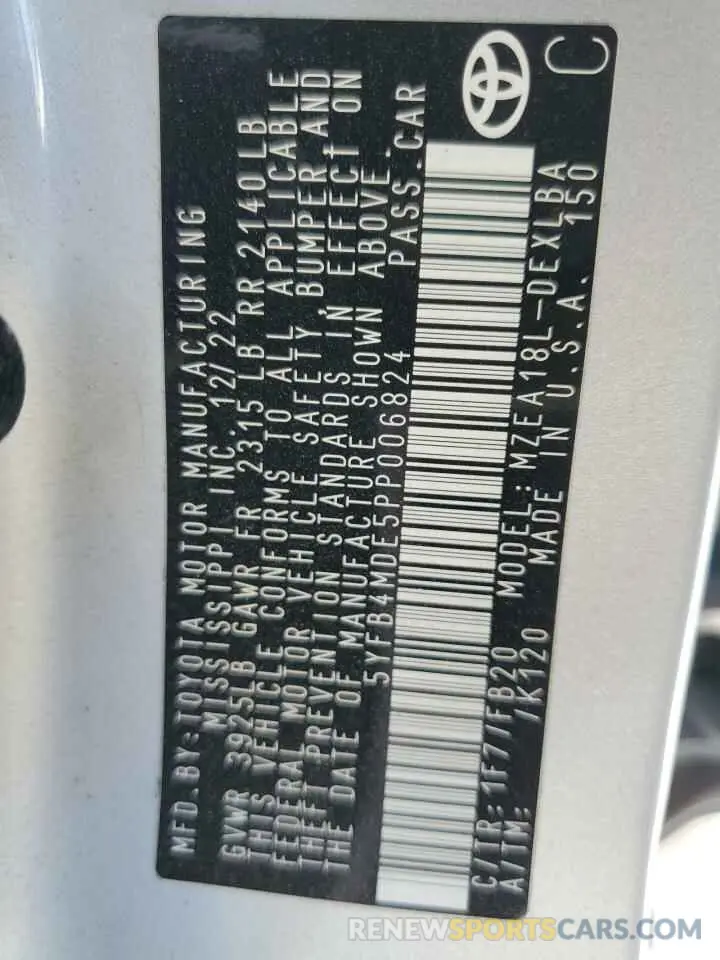 MFD. BY: TOYOTA MOTOR MANUFACTURING
MISSISSIPPI INC. 12/22
GVWR 3925LB GAWR FR 2315 LB RR 2140LB
THIS VEHICLE CONFORMS TO ALL APPLICABLE
FEDERAL MOTOR VEHICLE SAFETY, BUMPER AND
THEFT PREVENTION STANDARDS IN EFFECT ON
THE DATE OF MANUFACTURE SHOWN ABOVE.
5YFB4MDE5PP006824 PASS. CAR
C/TR: 1F7/FB20 MODEL: MZEA18L-DEXLBA
A/TM: /K120 MADE IN U.S.A. 150
C
RENEWSPORTSCARS.COM